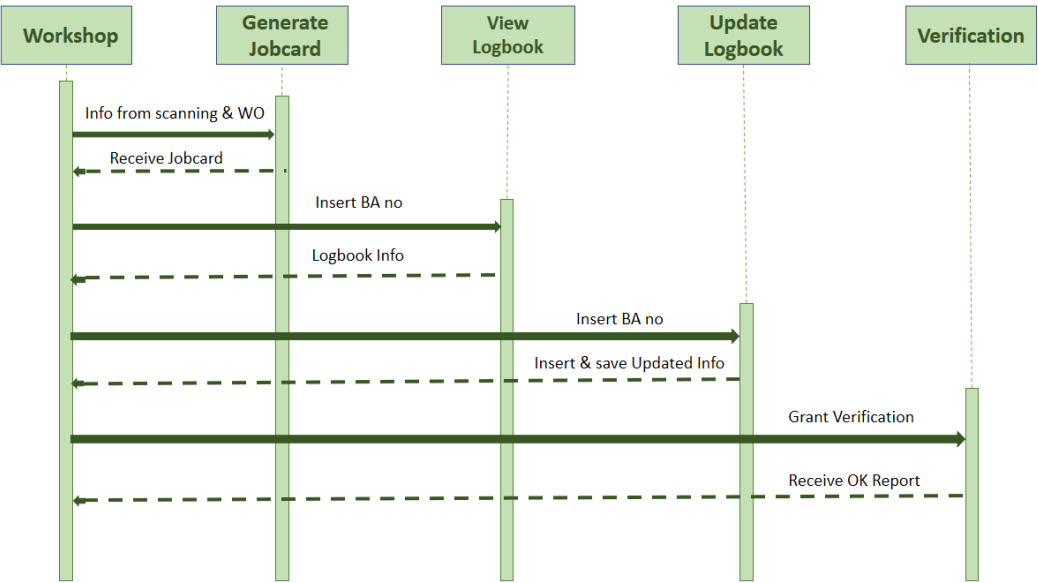 Workshop
Generate
Jobcard
View
Logbook
Update
Logbook
Verification
Info from scanning & WO
Receive Jobcard
Insert BA no
Logbook Info
Insert BA no
Insert & save Updated Info
Grant Verification
Receive OK Report